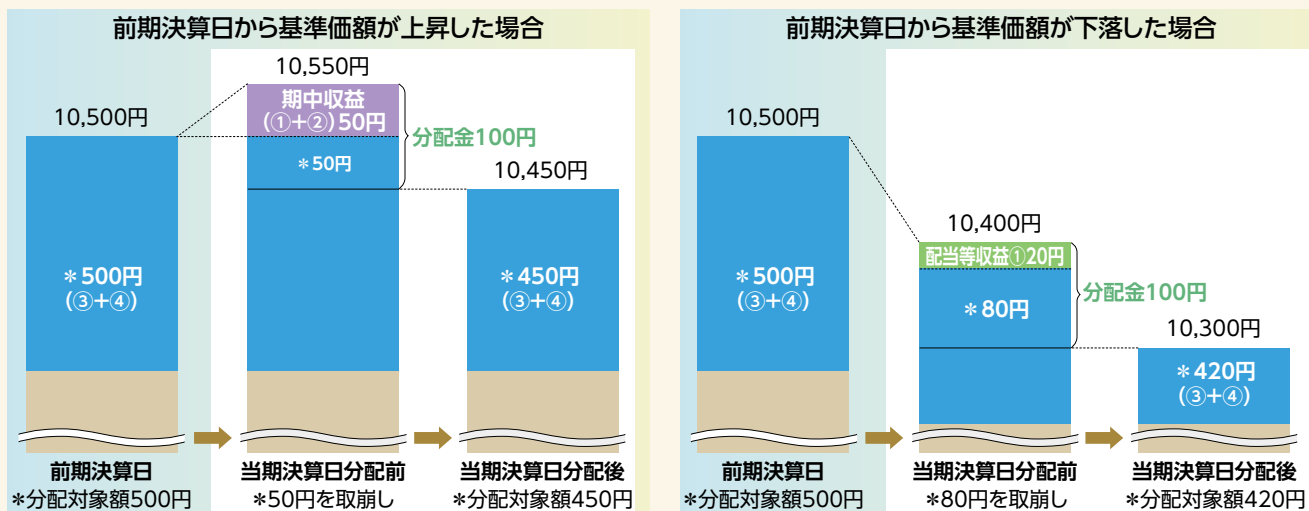 前期決算日から基準価額が上昇した場合
10,550円
10,500円
期中収益
(①+②)50円
分配金100円
*50円
10,450円
*500円
(③+④)
*450円
(③+④)
前期決算日
*分配対象額500円
当期決算日分配前
*50円を取崩し
当期決算日分配後
*分配対象額450円
前期決算日から基準価額が下落した場合
10,500円
10,400円
配当等収益①20円
*500円
(③+④)
*80円
分配金100円
10,300円
*420円
(③+④)
前期決算日
*分配対象額500円
当期決算日分配前
*80円を取崩し
当期決算日分配後
*分配対象額420円